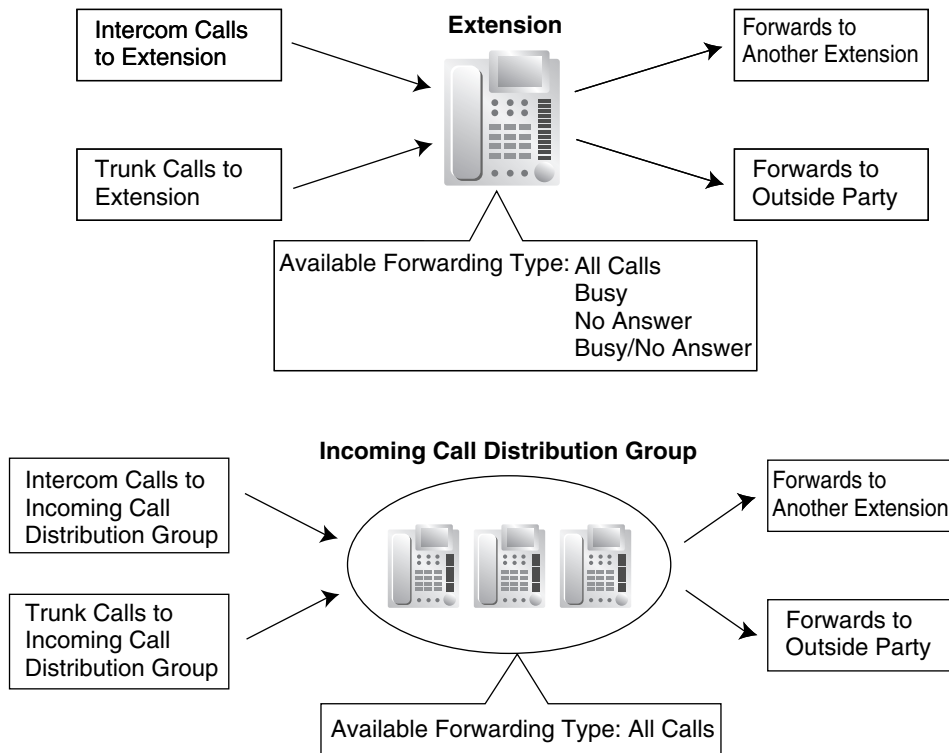 Intercom Calls
to Extension
Extension
Forwards to
Another Extension
Trunk Calls to
Extension
Forwards to
Outside Party
Available Forwarding Type: All Calls
Busy
No Answer
Busy/No Answer
Incoming Call Distribution Group
Intercom Calls to
Incoming Call
Distribution Group
Forwards to
Another Extension
Trunk Calls to
Incoming Call
Distribution Group
Forwards to
Outside Party
Available Forwarding Type: All Calls